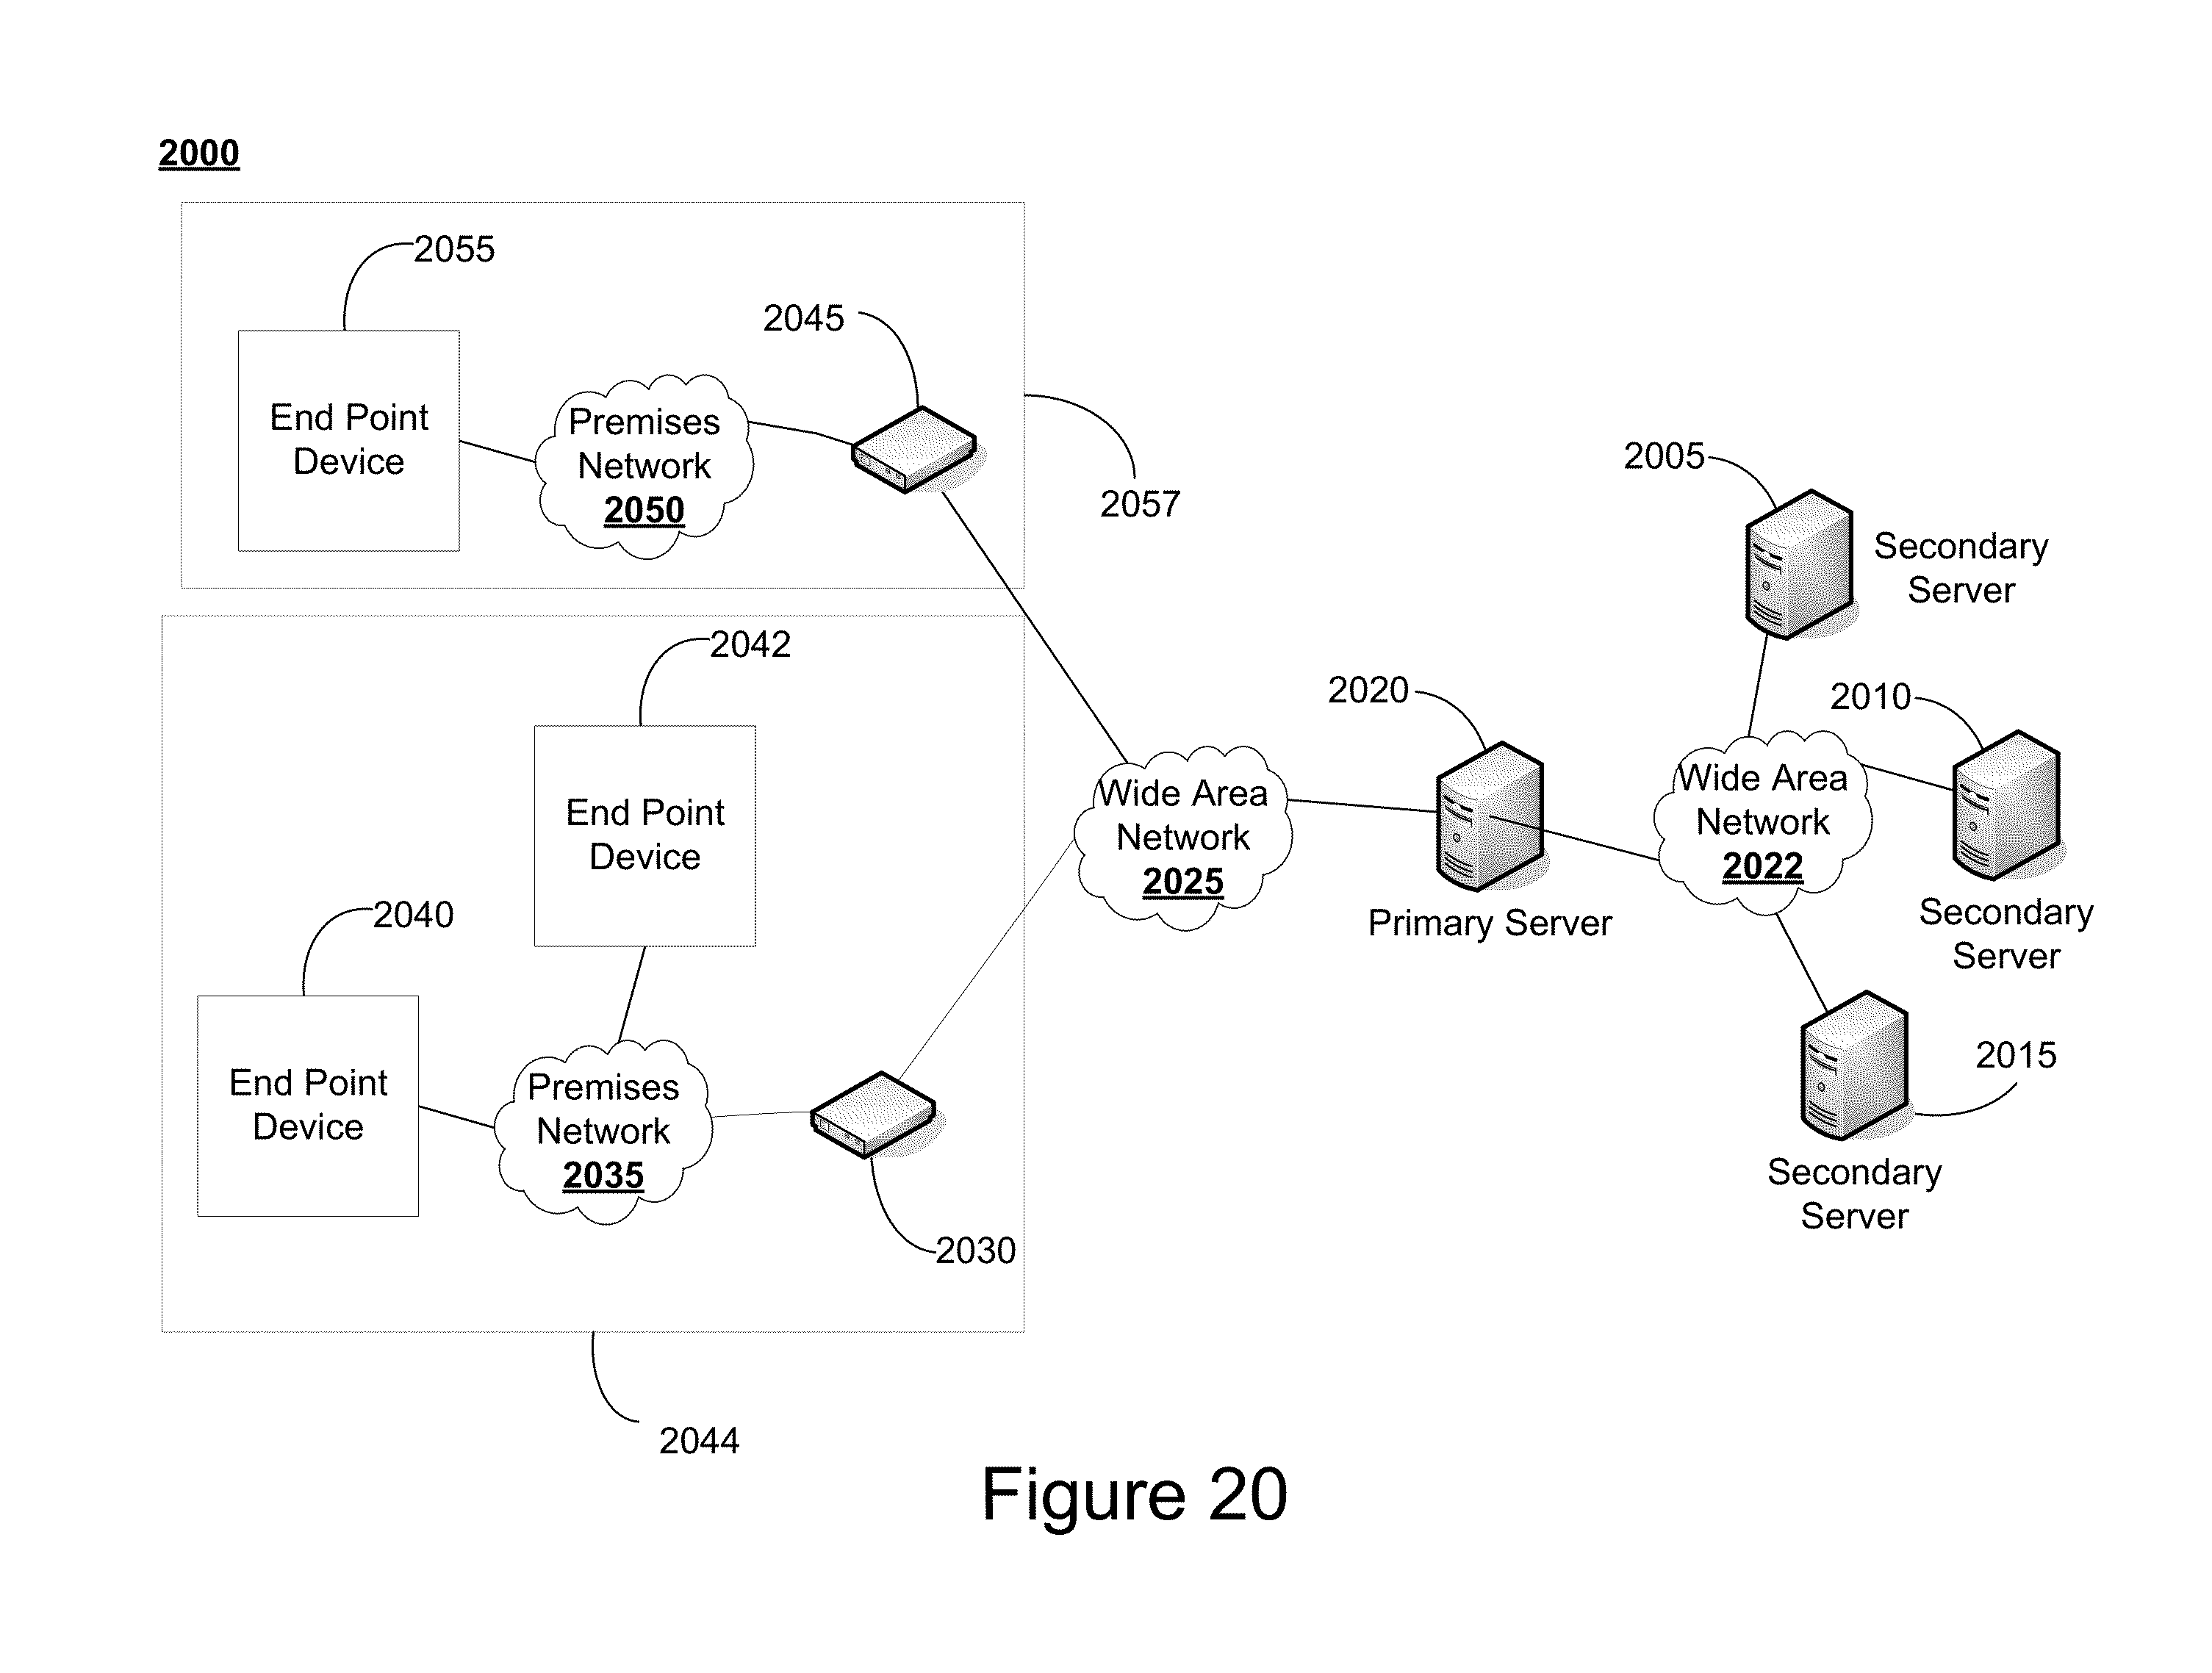 2000
2055
2045
End Point
Device
Premises
Network
2050
2057
2005
Secondary
Server
2042
2020
2010
End Point
Device
Wide Area
Network
2025
Wide Area
Network
2022
Primary Server
Secondary
Server
2040
End Point
Device
Premises
Network
2035
2030
2015
Secondary
Server
2044
Figure 20